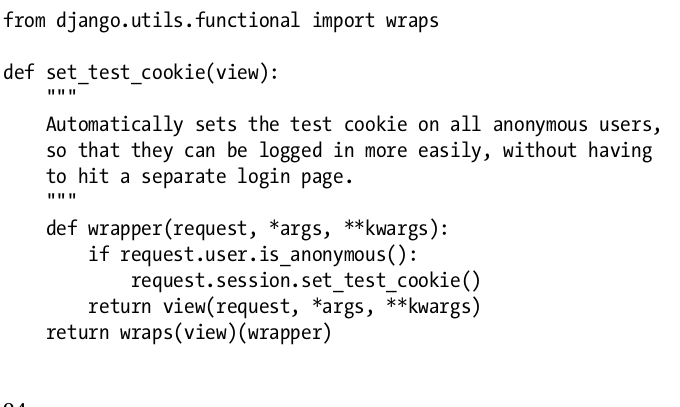 from django.utils.functional import wraps
def set_test_cookie(view):
    """
    Automatically sets the test cookie on all anonymous users,
    so that they can be logged in more easily, without having
    to hit a separate login page.
    """
    def wrapper(request, *args, **kwargs):
        if request.user.is_anonymous():
            request.session.set_test_cookie()
        return view(request, *args, **kwargs)
    return wraps(view)(wrapper)